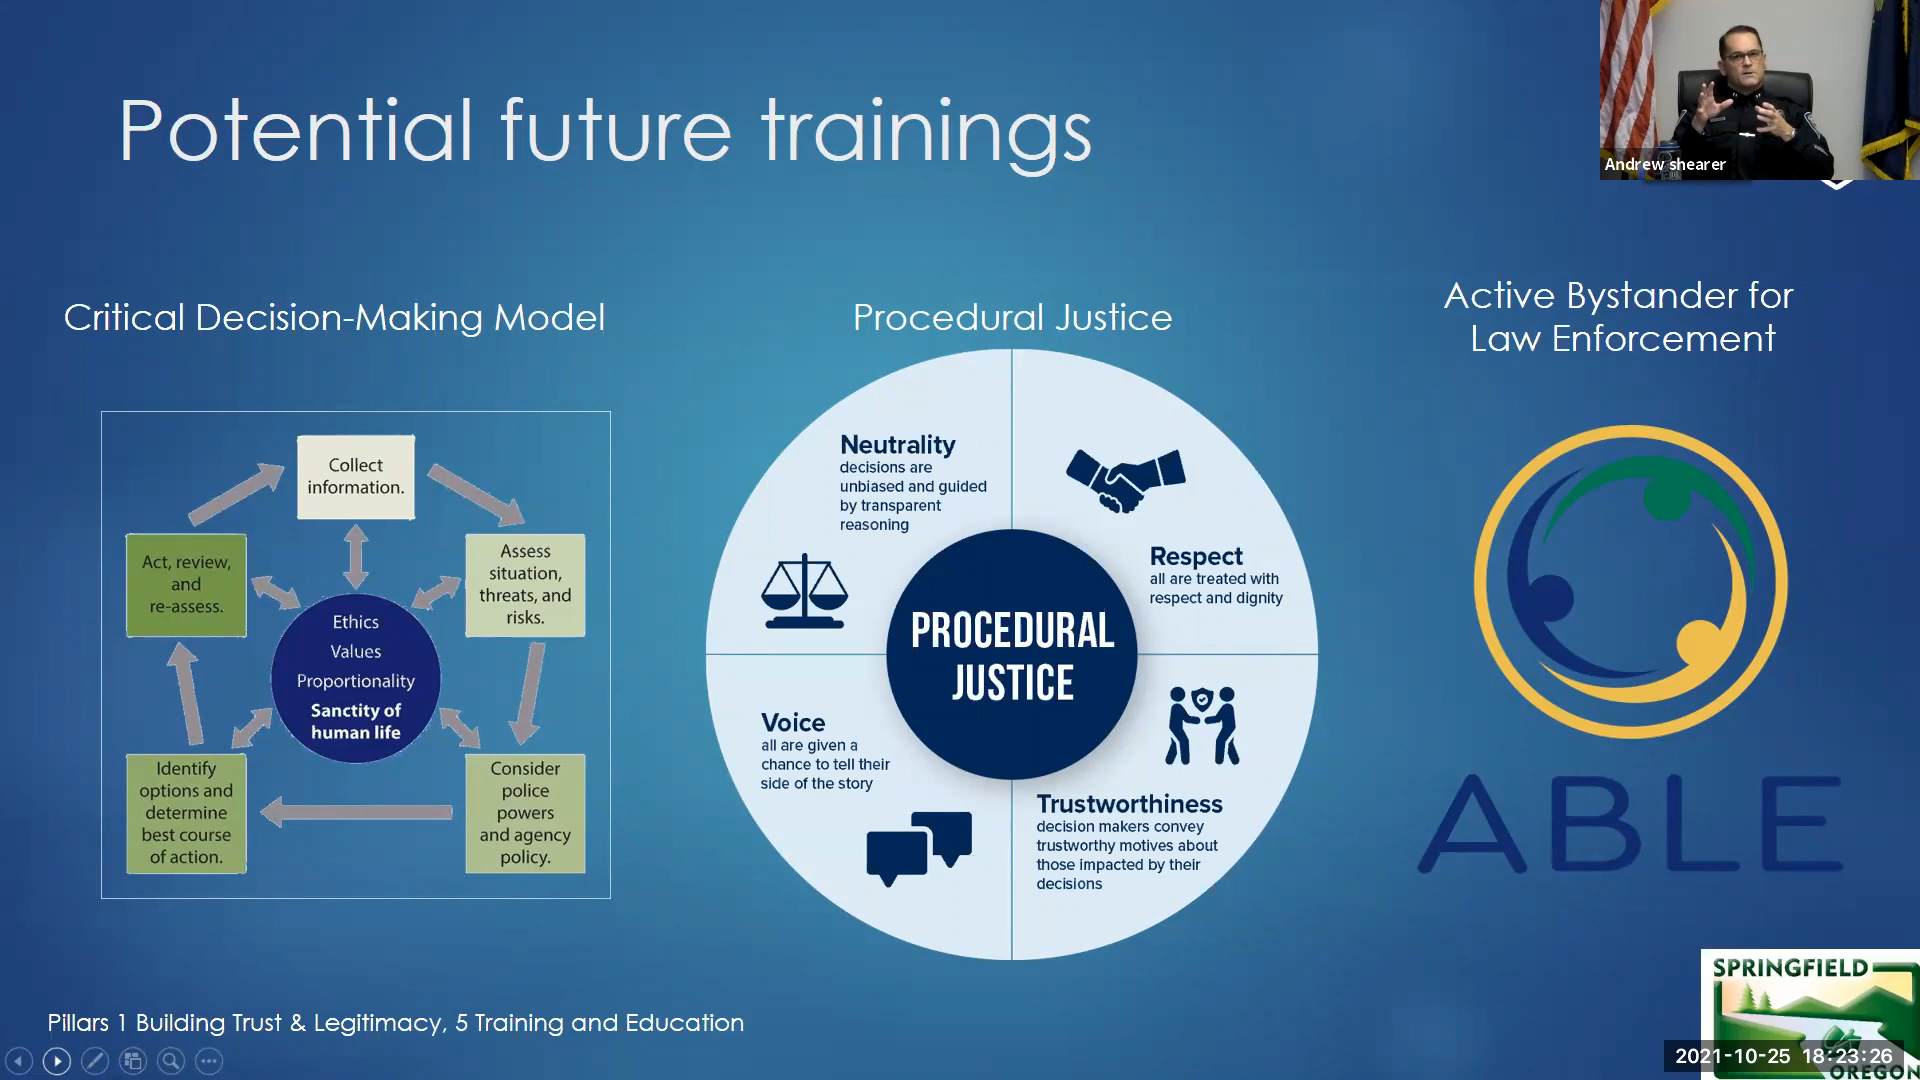 Potential future trainings
Andrew shearer
Critical Decision-Making Model
Collect
information.
Assess
situation,
threats, and
risks.
Consider
police
powers
and agency
policy.
Identify
options and
determine
best course
of action.
Act, review,
and
re-assess.
Ethics
Values
Proportionality
Sanctity of
human life
Procedural Justice
Neutrality
decisions are
unbiased and guided
by transparent
reasoning
Respect
all are treated with
respect and dignity
PROCEDURAL
JUSTICE
Voice
all are given a
chance to tell their
side of the story
Trustworthiness
decision makers convey
trustworthy motives about
those impacted by their
decisions
Active Bystander for
Law Enforcement
ABLE
Pillars 1 Building Trust & Legitimacy, 5 Training and Education
SPRINGFIELD
OREGON
2021-10-25 18:23:26